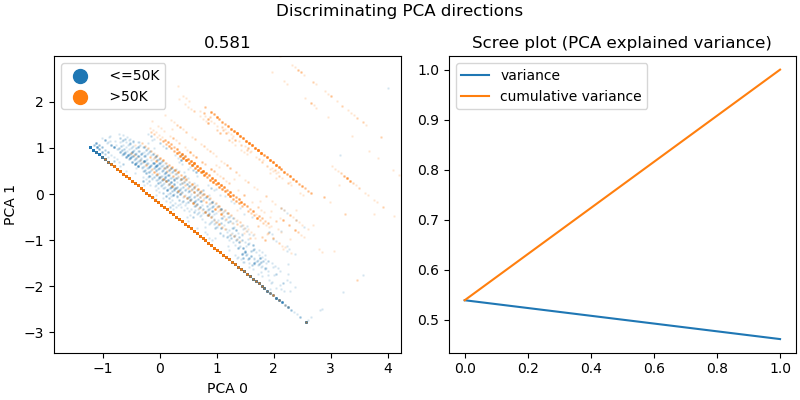 Discriminating PCA directions
0.581
<=50K
>50K
2
1
0
−1
−2
−3
PCA 1
−1 0 1 2 3 4
PCA 0
Scree plot (PCA explained variance)
variance
cumulative variance
1.0
0.9
0.8
0.7
0.6
0.5
0.0 0.2 0.4 0.6 0.8 1.0